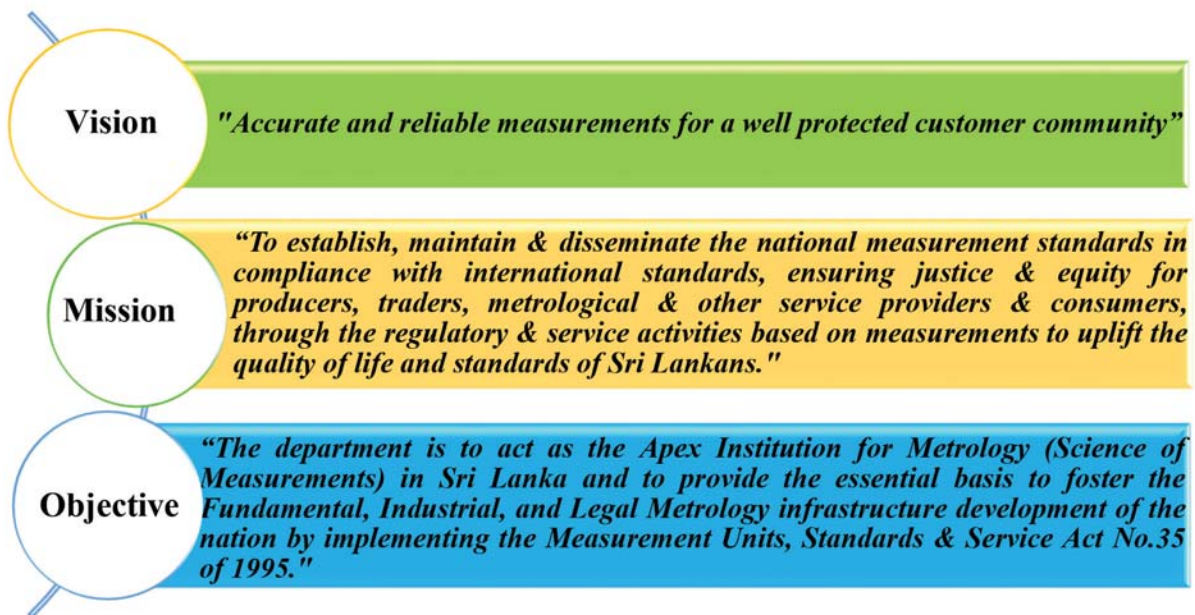 Vision
"Accurate and reliable measurements for a well protected customer community”
Mission
“To establish, maintain & disseminate the national measurement standards in
compliance with international standards, ensuring justice & equity for
producers, traders, metrological & other service providers & consumers,
through the regulatory & service activities based on measurements to uplift the
quality of life and standards of Sri Lankans."
Objective
“The department is to act as the Apex Institution for Metrology (Science of
Measurements) in Sri Lanka and to provide the essential basis to foster the
Fundamental, Industrial, and Legal Metrology infrastructure development of the
nation by implementing the Measurement Units, Standards & Service Act No.35
of 1995."